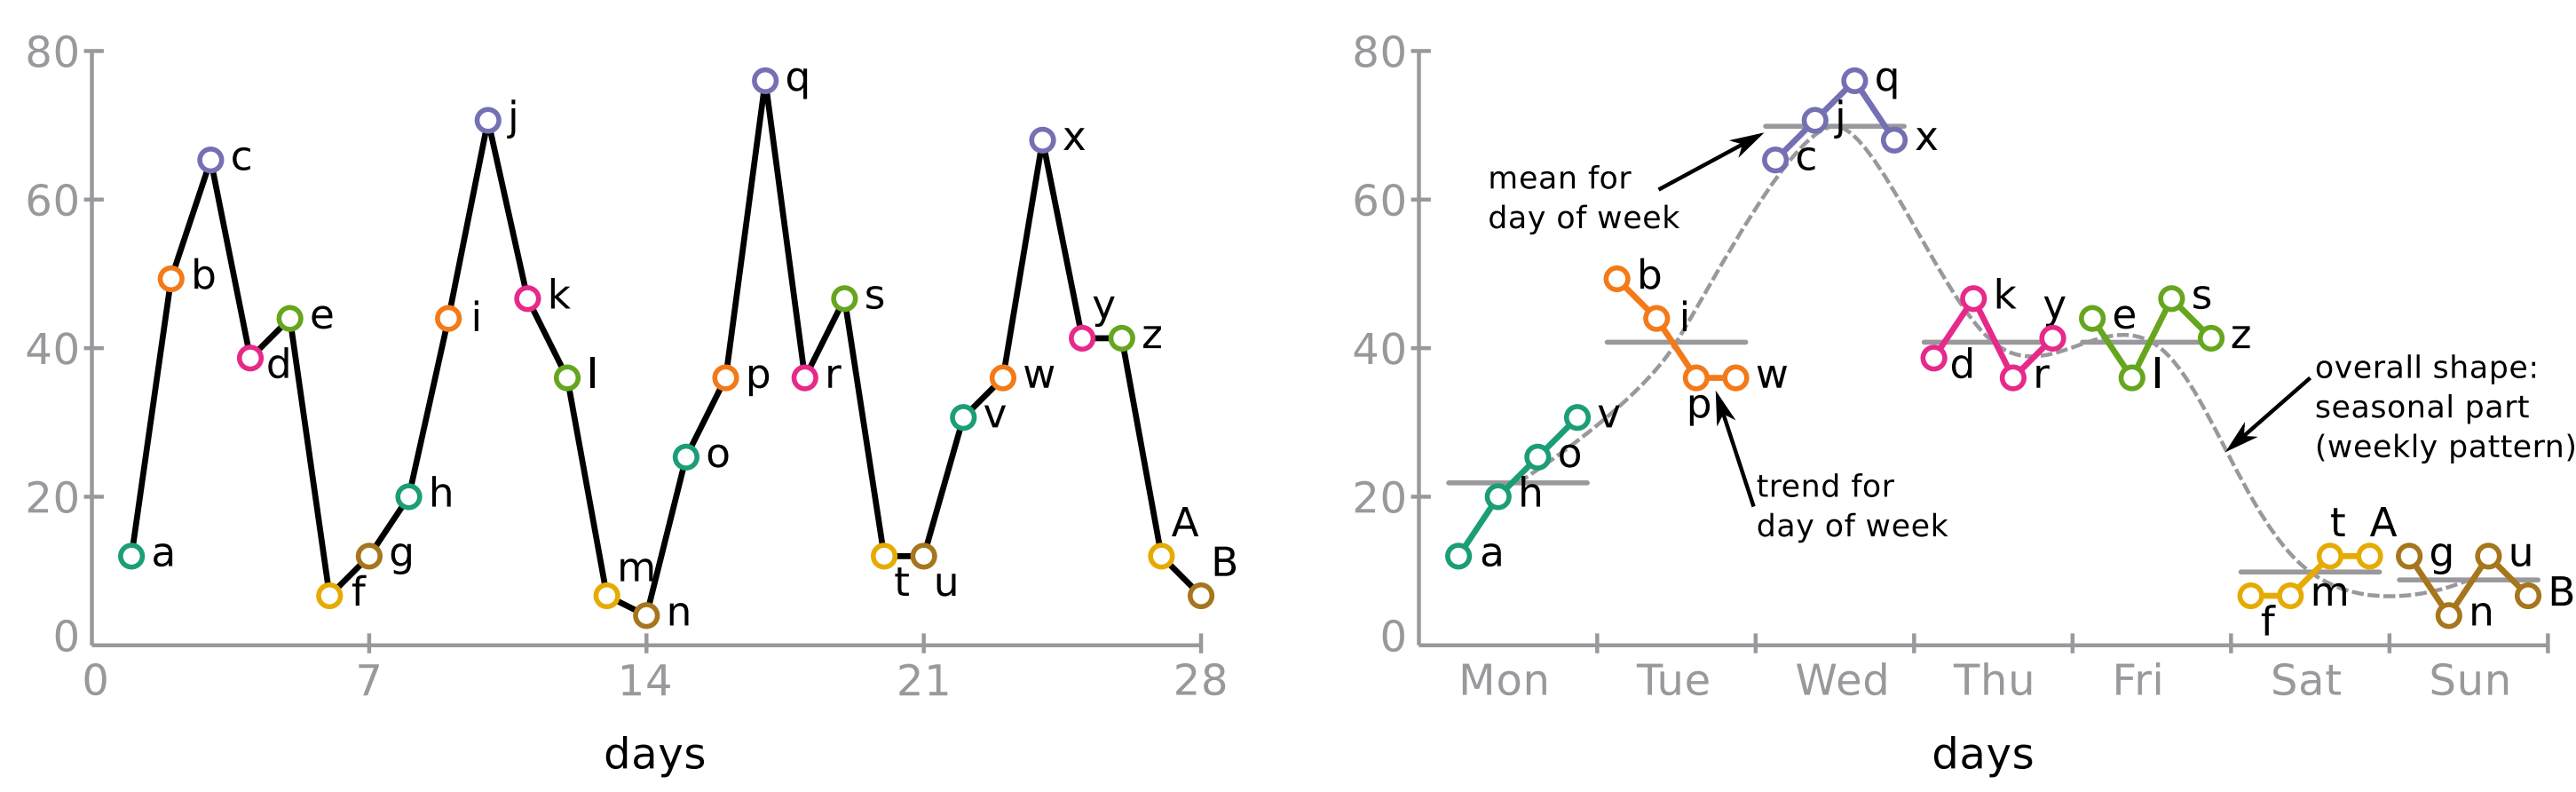 80
60
40
20
0
0
7
14
21
28
days
a
b
c
d
e
f
g
h
i
j
k
l
m
n
o
p
q
r
s
t
u
v
w
x
y
z
A
B
80
60
40
20
0
Mon
Tue
Wed
Thu
Fri
Sat
Sun
days
a
h
o
v
b
i
p
w
c
j
q
x
d
k
r
y
e
l
s
z
f
m
t
A
g
n
u
B
mean for
day of week
trend for
day of week
overall shape:
seasonal part
(weekly pattern)